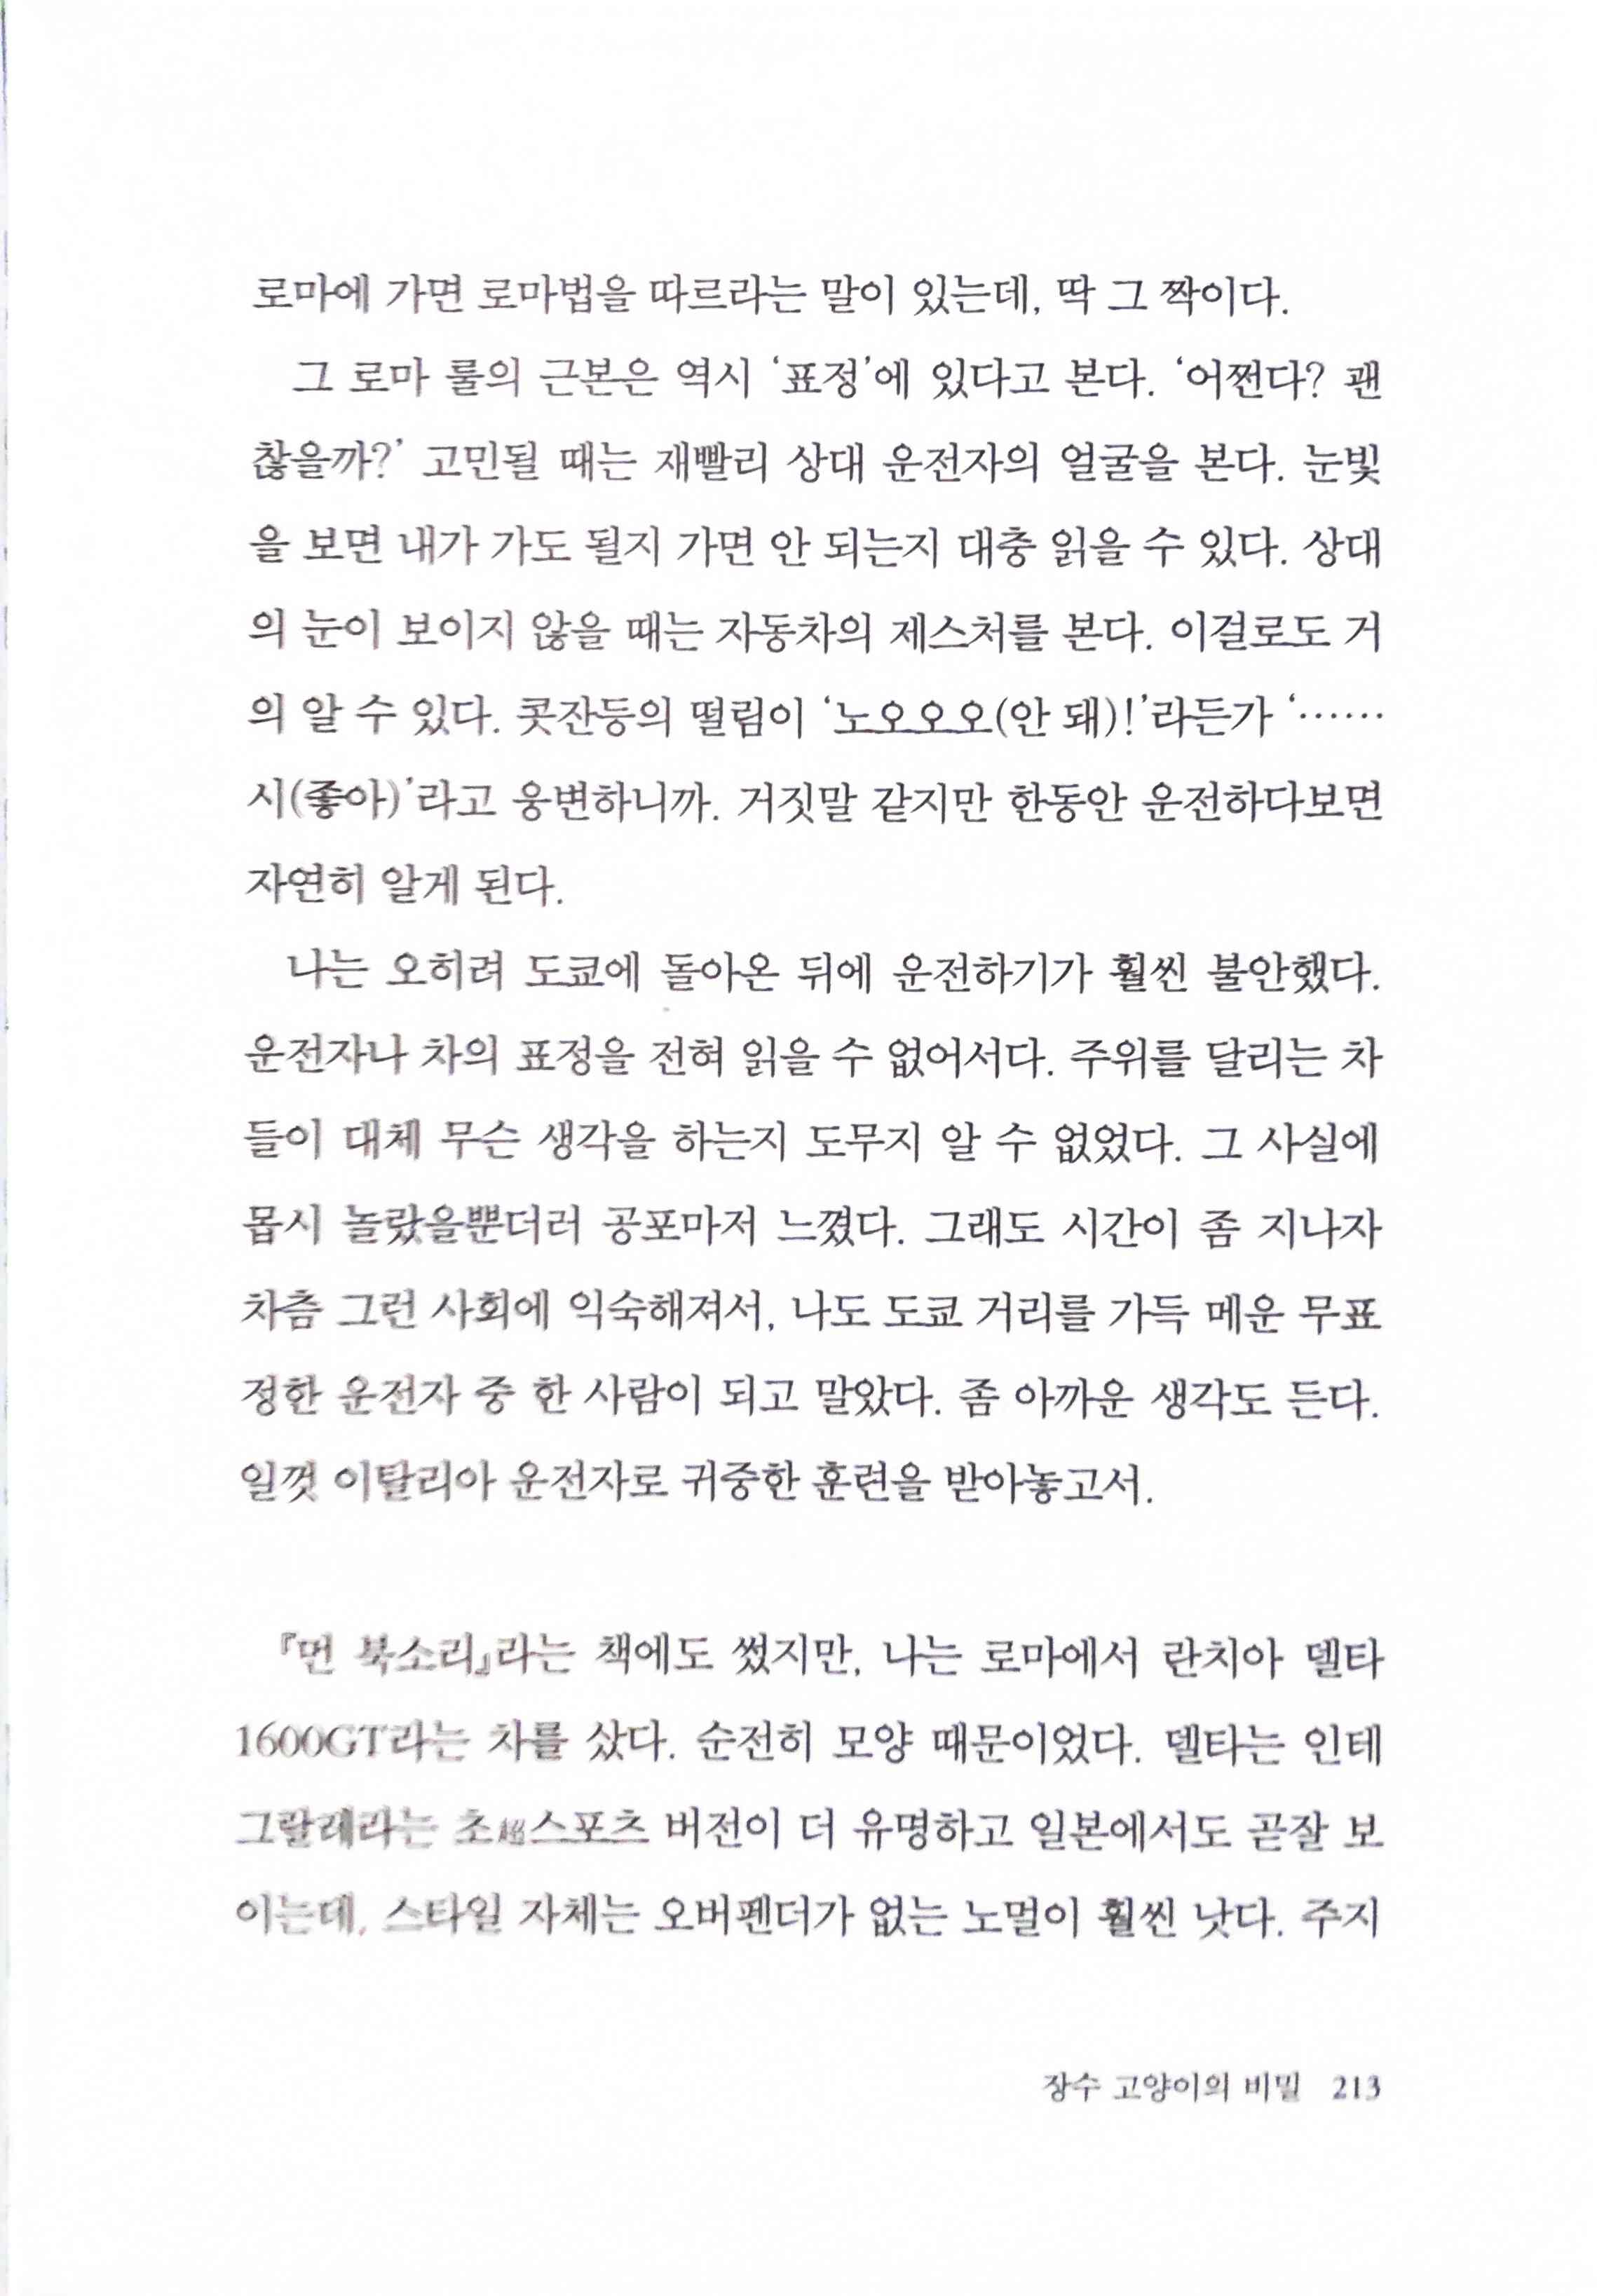 로마에 가면 로마법을 따르라는 말이 있는데, 딱 그 짝이다.
그 로마 룰의 근본은 역시 ‘표정’에 있다고 본다. ‘어쩐다? 괜
찮을까?’ 고민될 때는 재빨리 상대 운전자의 얼굴을 본다. 눈빛
을 보면 내가 가도 될지 가면 안 되는지 대충 읽을 수 있다. 상대
의 눈이 보이지 않을 때는 자동차의 제스처를 본다. 이걸로도 거
의 알 수 있다. 콧잔등의 떨림이 ‘노오오오(안 돼)!’라든가 ‘……
시(좋아)’라고 웅변하니까. 거짓말 같지만 한동안 운전하다보면
자연히 알게 된다.
나는 오히려 도쿄에 돌아온 뒤에 운전하기가 훨씬 불안했다.
운전자나 차의 표정을 전혀 읽을 수 없어서다. 주위를 달리는 차
들이 대체 무슨 생각을 하는지 도무지 알 수 없었다. 그 사실에
몹시 놀랐을뿐더러 공포마저 느꼈다. 그래도 시간이 좀 지나자
차츰 그런 사회에 익숙해져서, 나도 도쿄 거리를 가득 메운 무표
정한 운전자 중 한 사람이 되고 말았다. 좀 아까운 생각도 든다.
일껏 이탈리아 운전자로 귀중한 훈련을 받아놓고서.
『먼 북소리』라는 책에도 썼지만, 나는 로마에서 란치아 델타
1600GT라는 차를 샀다. 순전히 모양 때문이었다. 델타는 인테
그랄레라는 초超스포츠 버전이 더 유명하고 일본에서도 곧잘 보
이는데, 스타일 자체는 오버펜더가 없는 노멀이 훨씬 낫다. 주지
장수 고양이의 비밀 213